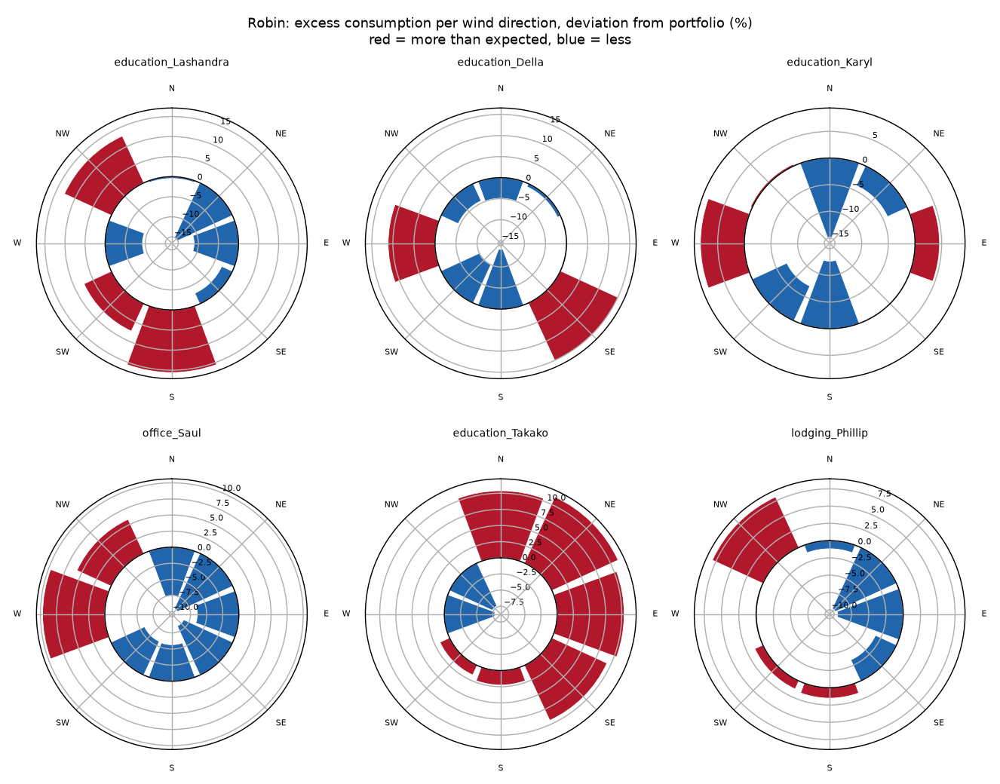 Robin: excess consumption per wind direction, deviation from portfolio (%)
red = more than expected, blue = less
education_Lashandra
N
NE
E
SE
S
SW
W
NW
15
10
5
0
−5
−10
−15
education_Della
N
NE
E
SE
S
SW
W
NW
15
10
5
0
−5
−10
−15
education_Karyl
N
NE
E
SE
S
SW
W
NW
5
0
−5
−10
−15
office_Saul
N
NE
E
SE
S
SW
W
NW
10.0
7.5
5.0
2.5
0.0
−2.5
−5.0
−7.5
−10.0
education_Takako
N
NE
E
SE
S
SW
W
NW
10.0
7.5
5.0
2.5
0.0
−2.5
−5.0
−7.5
lodging_Phillip
N
NE
E
SE
S
SW
W
NW
7.5
5.0
2.5
0.0
−2.5
−5.0
−7.5
−10.0